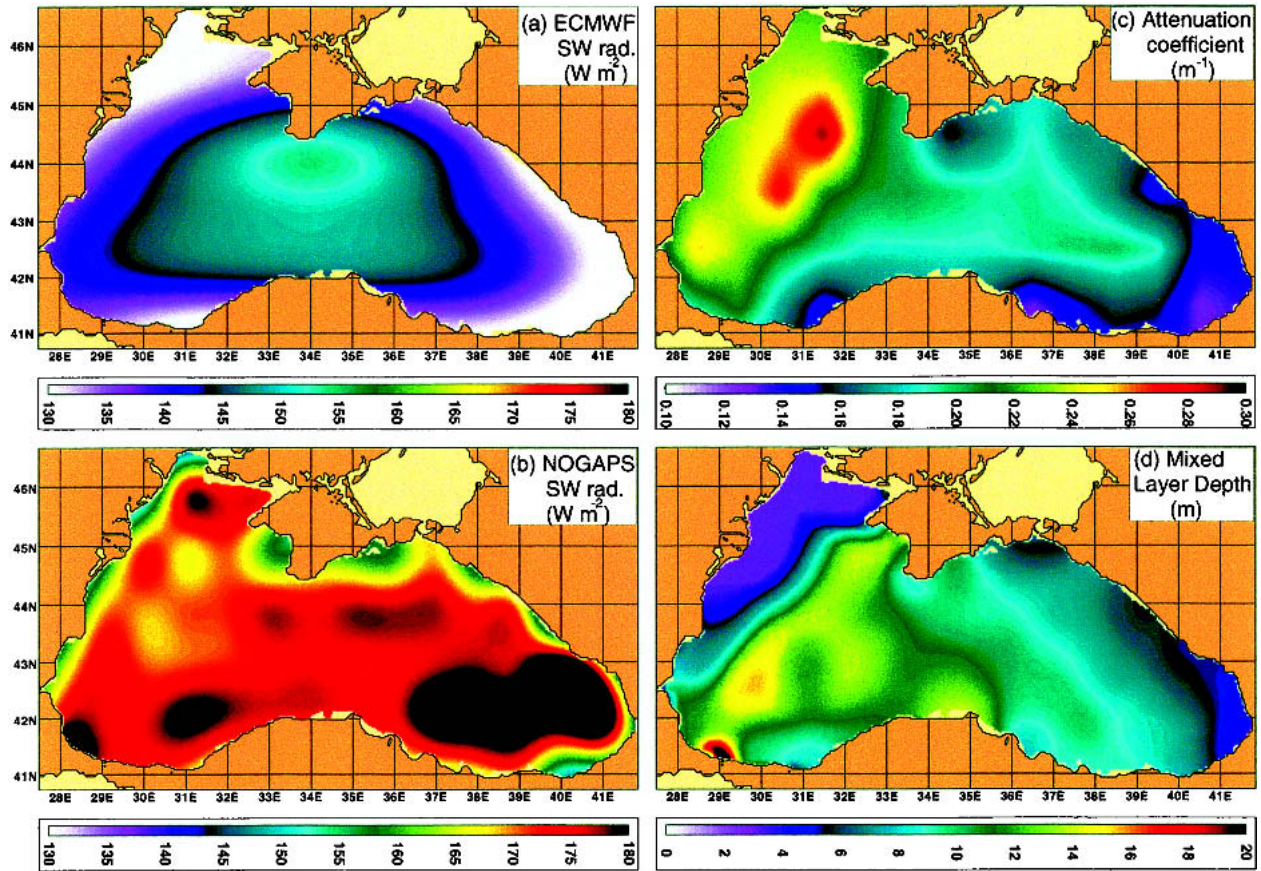 (a) ECMWF
SW rad.
(W m⁻²)
46N
45N
44N
43N
42N
41N
28E 29E 30E 31E 32E 33E 34E 35E 36E 37E 38E 39E 40E 41E
130 135 140 145 150 155 160 165 170 175 180
(c) Attenuation
coefficient
(m⁻¹)
46N
45N
44N
43N
42N
41N
28E 29E 30E 31E 32E 33E 34E 35E 36E 37E 38E 39E 40E 41E
0.10 0.12 0.14 0.16 0.18 0.20 0.22 0.24 0.26 0.28 0.30
(b) NOGAPS
SW rad.
(W m⁻²)
46N
45N
44N
43N
42N
41N
28E 29E 30E 31E 32E 33E 34E 35E 36E 37E 38E 39E 40E 41E
130 135 140 145 150 155 160 165 170 175 180
(d) Mixed
Layer Depth
(m)
46N
45N
44N
43N
42N
41N
28E 29E 30E 31E 32E 33E 34E 35E 36E 37E 38E 39E 40E 41E
0 2 4 6 8 10 12 14 16 18 20